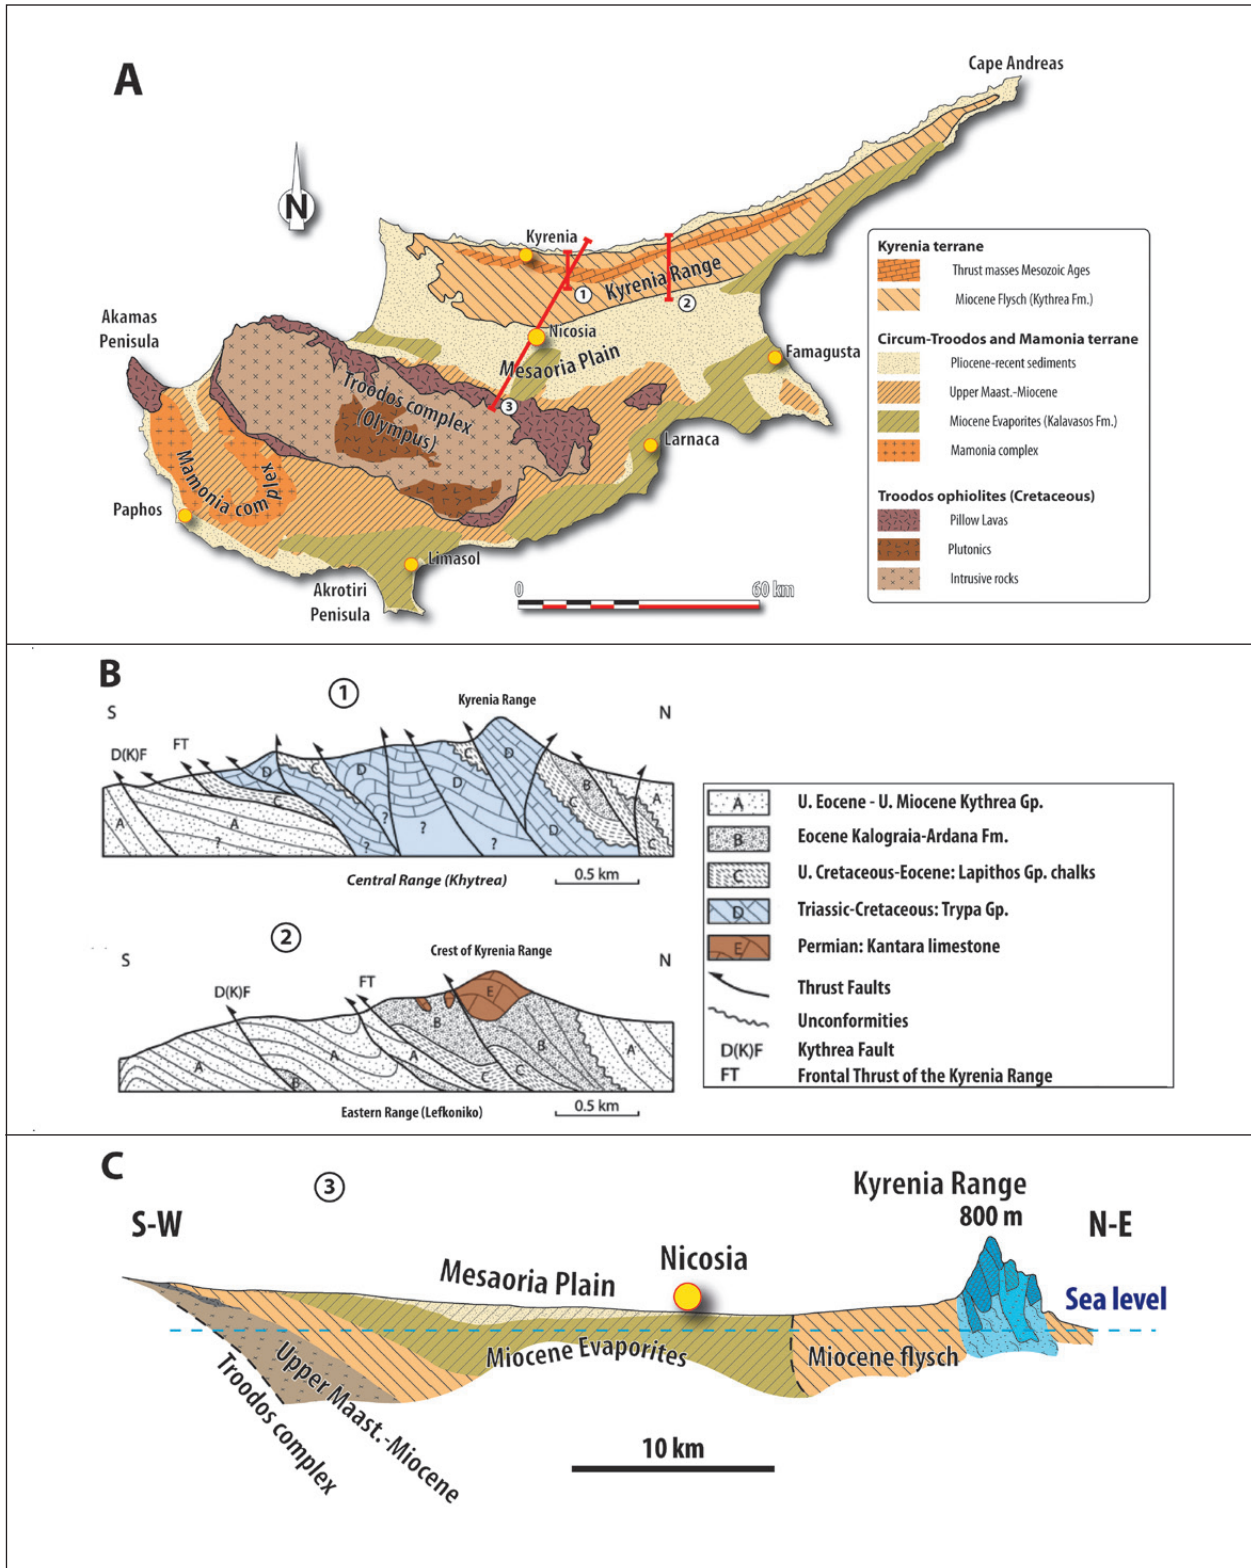 A
Cape Andreas
N
Kyrenia
Kyrenia Range
1
2
Akamas
Penisula
Nicosia
Mesaoria Plain
Famagusta
Troodos complex
(Olympus)
3
Larnaca
Mamonia complex
Paphos
Limasol
Akrotiri
Penisula
0
60 km
Kyrenia terrane
Thrust masses Mesozoic Ages
Miocene Flysch (Kythrea Fm.)
Circum-Troodos and Mamonia terrane
Pliocene-recent sediments
Upper Maast.-Miocene
Miocene Evaporites (Kalavasos Fm.)
Mamonia complex
Troodos ophiolites (Cretaceous)
Pillow Lavas
Plutonics
Intrusive rocks
B
1
Kyrenia Range
S
N
D(K)F
FT
D
C
D
C
D
C
D
B
A
A
A
C
C
D
C
?
?
?
?
?
Central Range (Khytrea)
0.5 km
2
Crest of Kyrenia Range
S
N
D(K)F
FT
E
B
A
A
A
B
A
B
C
C
Eastern Range (Lefkoniko)
0.5 km
A U. Eocene - U. Miocene Kythrea Gp.
B Eocene Kalograia-Ardana Fm.
C U. Cretaceous-Eocene: Lapithos Gp. chalks
D Triassic-Cretaceous: Trypa Gp.
E Permian: Kantara limestone
Thrust Faults
Unconformities
D(K)F Kythrea Fault
FT Frontal Thrust of the Kyrenia Range
C
3
Kyrenia Range
800 m
S-W
N-E
Nicosia
Mesaoria Plain
Sea level
Miocene Evaporites
Miocene flysch
Upper Maast.-Miocene
Troodos complex
10 km